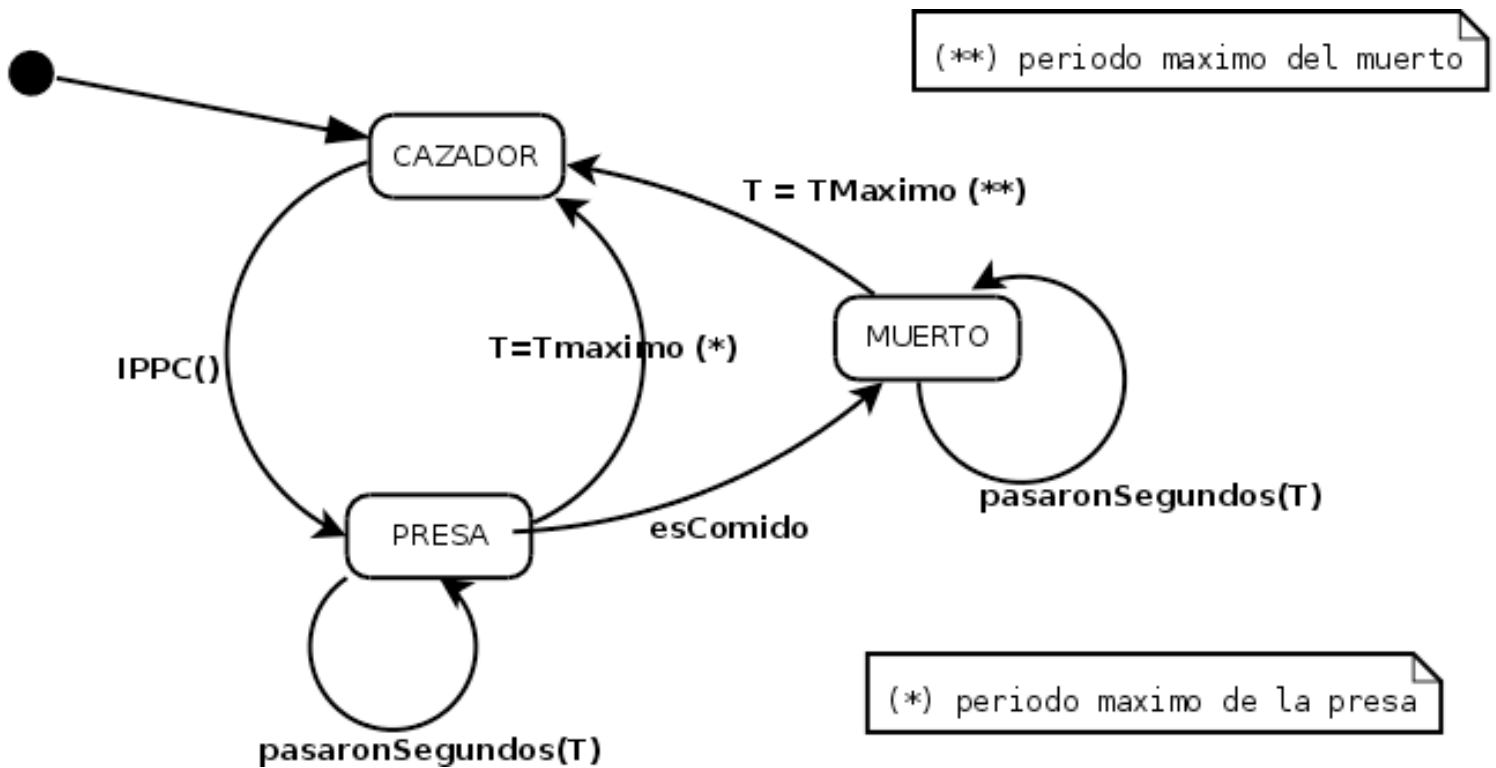 (**) periodo maximo del muerto
CAZADOR
T = TMaximo (**)
MUERTO
T=Tmaximo (*)
IPPC()
pasaronSegundos(T)
esComido
PRESA
(*) periodo maximo de la presa
pasaronSegundos(T)